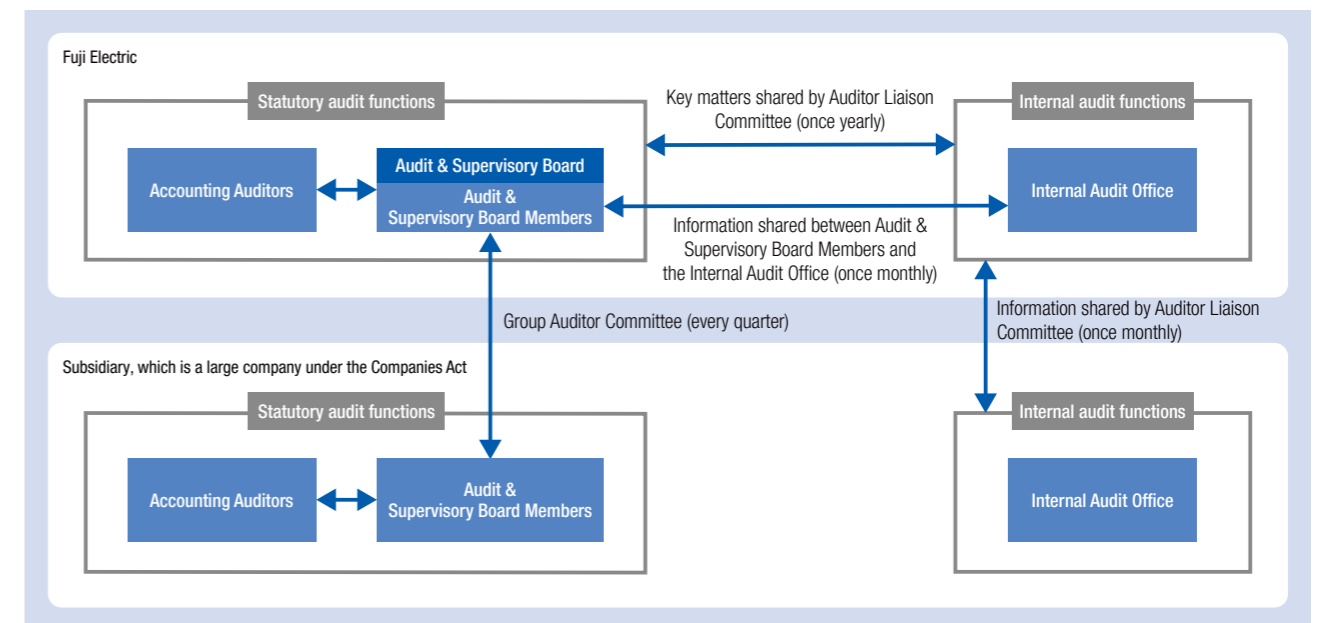 Fuji Electric
Statutory audit functions
Key matters shared by Auditor Liaison
Committee (once yearly)
Internal audit functions
Accounting Auditors
Audit & Supervisory Board
Audit &
Supervisory Board Members
Internal Audit Office
Information shared between Audit &
Supervisory Board Members and
the Internal Audit Office (once monthly)
Group Auditor Committee (every quarter)
Information shared by Auditor Liaison
Committee (once monthly)
Subsidiary, which is a large company under the Companies Act
Statutory audit functions
Internal audit functions
Accounting Auditors
Audit &
Supervisory Board Members
Internal Audit Office